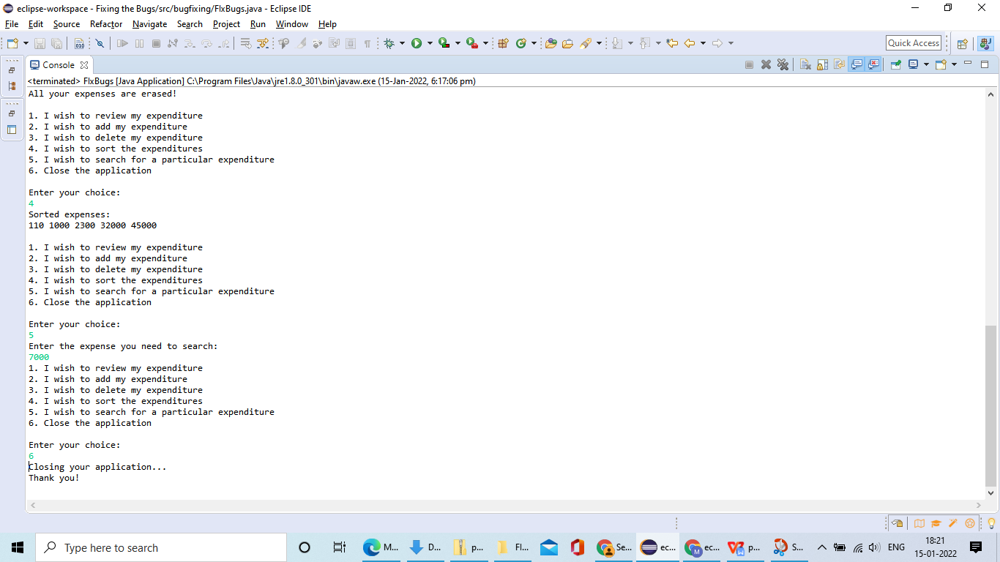 eclipse-workspace - Fixing the Bugs/src/bugfixing/FIxBugs.java - Eclipse IDE
File Edit Source Refactor Navigate Search Project Run Window Help
Quick Access
Console
<terminated> FIxBugs [Java Application] C:\Program Files\Java\jre1.8.0_301\bin\javaw.exe (15-Jan-2022, 6:17:06 pm)
All your expenses are erased!
1. I wish to review my expenditure
2. I wish to add my expenditure
3. I wish to delete my expenditure
4. I wish to sort the expenditures
5. I wish to search for a particular expenditure
6. Close the application
Enter your choice:
4
Sorted expenses:
110 1000 2300 32000 45000
1. I wish to review my expenditure
2. I wish to add my expenditure
3. I wish to delete my expenditure
4. I wish to sort the expenditures
5. I wish to search for a particular expenditure
6. Close the application
Enter your choice:
5
Enter the expense you need to search:
7000
1. I wish to review my expenditure
2. I wish to add my expenditure
3. I wish to delete my expenditure
4. I wish to sort the expenditures
5. I wish to search for a particular expenditure
6. Close the application
Enter your choice:
6
Closing your application...
Thank you!
Type here to search M... D... p... FI... Se... ec... ec... p... S... ENG 18:21
15-01-2022